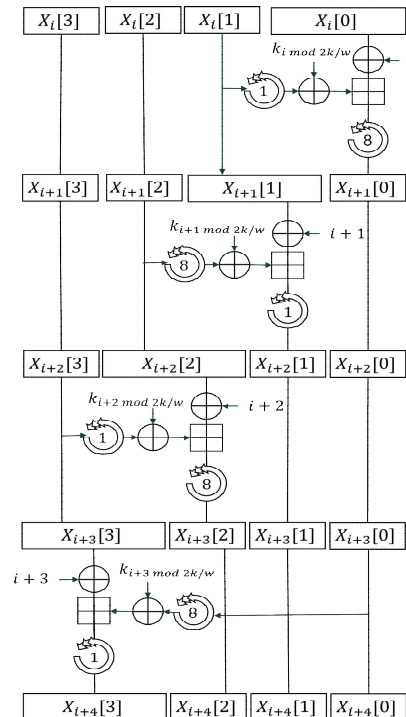 X_i[3] X_i[2] X_i[1] X_i[0]
k_{i mod 2k/w}
1
8
X_{i+1}[3] X_{i+1}[2] X_{i+1}[1] X_{i+1}[0]
k_{i+1 mod 2k/w}
i + 1
8
1
X_{i+2}[3] X_{i+2}[2] X_{i+2}[1] X_{i+2}[0]
k_{i+2 mod 2k/w}
i + 2
1
8
X_{i+3}[3] X_{i+3}[2] X_{i+3}[1] X_{i+3}[0]
i + 3
k_{i+3 mod 2k/w}
8
1
X_{i+4}[3] X_{i+4}[2] X_{i+4}[1] X_{i+4}[0]